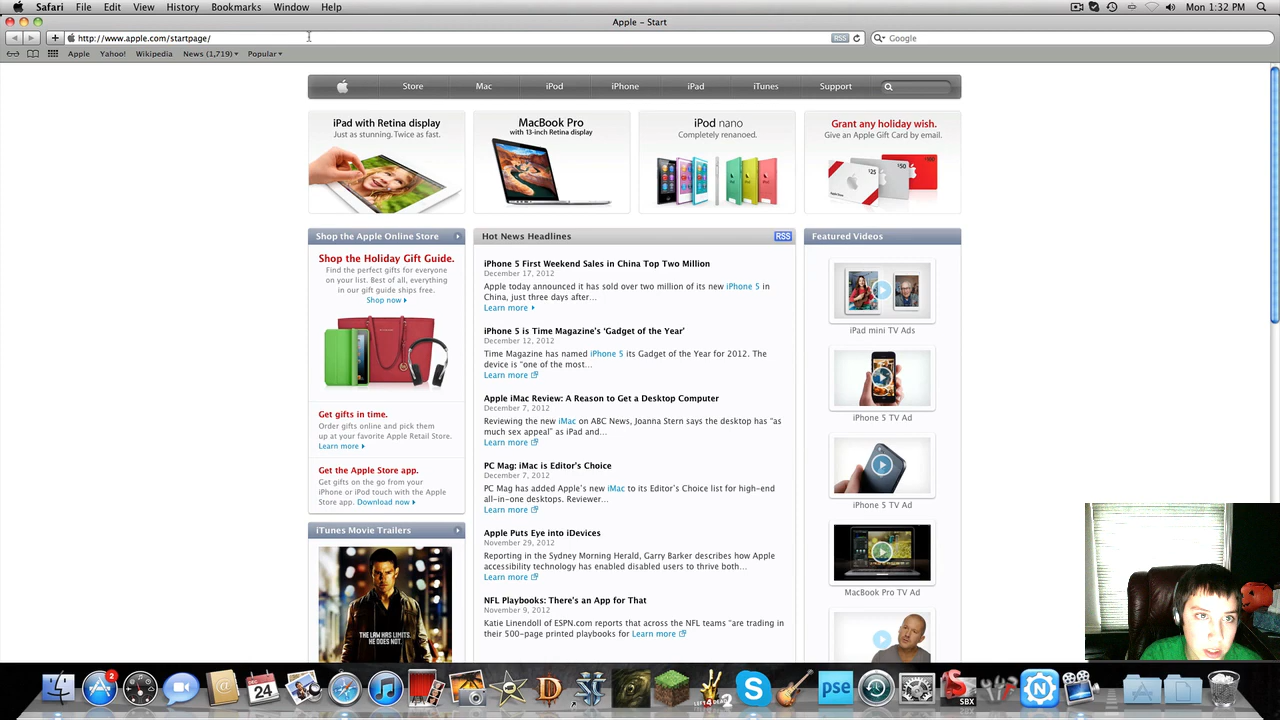 Safari File Edit View History Bookmarks Window Help Mon 1:32 PM
Apple – Start
http://www.apple.com/startpage/ RSS Google
Apple Yahoo! Wikipedia News (1,719) Popular
Store Mac iPod iPhone iPad iTunes Support
iPad with Retina display
Just as stunning. Twice as fast.
MacBook Pro
with 13-inch Retina display
iPod nano
Completely renanoed.
Grant any holiday wish.
Give an Apple Gift Card by email.
$25
Shop the Apple Online Store
Shop the Holiday Gift Guide.
Find the perfect gifts for everyone
on your list. Best of all, everything
in our gift guide ships free.
Shop now
Get gifts in time.
Order gifts online and pick them
up at your favorite Apple Retail Store.
Learn more
Get the Apple Store app.
Get gifts on the go from your
iPhone or iPod touch with the Apple
Store app. Download now
iTunes Movie Trailers
THE LAW HAS LIMITS.
HE DOES NOT.
Hot News Headlines RSS
iPhone 5 First Weekend Sales in China Top Two Million
December 17, 2012
Apple today announced it has sold over two million of its new iPhone 5 in
China, just three days after…
Learn more
iPhone 5 is Time Magazine's 'Gadget of the Year'
December 12, 2012
Time Magazine has named iPhone 5 its Gadget of the Year for 2012. The
device is “one of the most…
Learn more
Apple iMac Review: A Reason to Get a Desktop Computer
December 7, 2012
Reviewing the new iMac on ABC News, Joanna Stern says the desktop has “as
much sex appeal” as iPad and…
Learn more
PC Mag: iMac is Editor's Choice
December 7, 2012
PC Mag has added Apple's new iMac to its Editor's Choice list for high-end
all-in-one desktops. Reviewer…
Learn more
Apple Puts Eye into iDevices
November 29, 2012
Reporting in the Sydney Morning Herald, Garry Barker describes how Apple
accessibility technology has enabled disabled users to thrive both…
Learn more
NFL Playbooks: There's an App for That
November 9, 2012
Katie Linendoll of ESPN.com reports that across the NFL teams “are trading in
their 500-page printed playbooks for Learn more
Featured Videos
iPad mini TV Ads
iPhone 5 TV Ad
iPhone 5 TV Ad
MacBook Pro TV Ad
2
DEC
24
pse
SBX